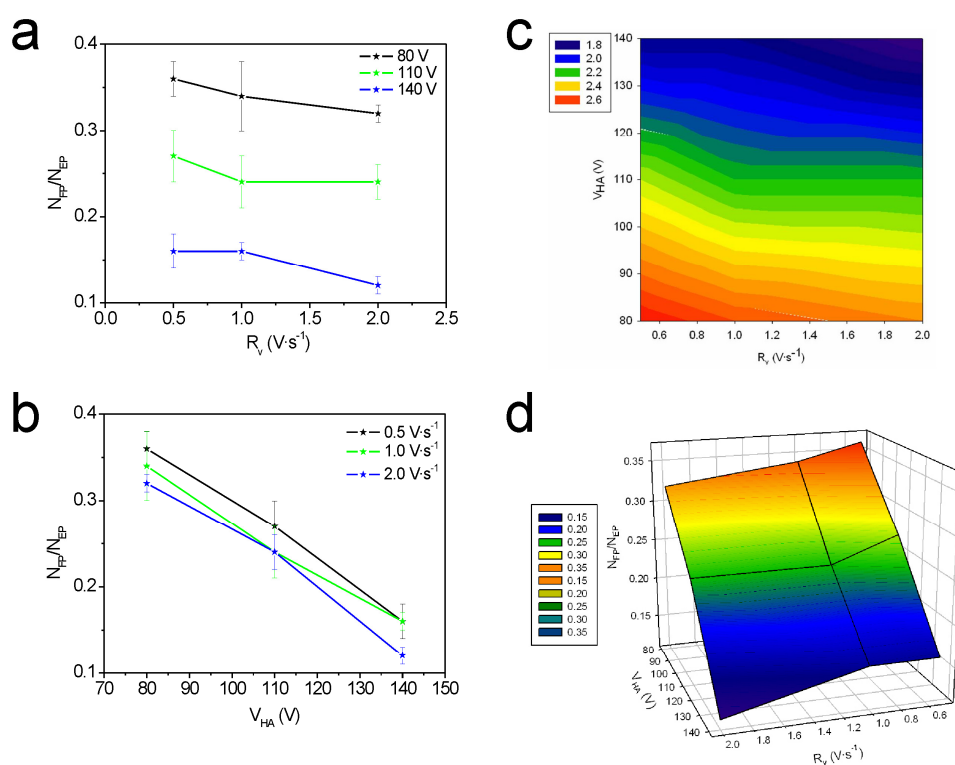 a
0.4
0.3
0.2
0.1
N_FP/N_EP
80 V
110 V
140 V
0.0 0.5 1.0 1.5 2.0 2.5
R_v (V·s⁻¹)
b
0.4
0.3
0.2
0.1
N_FP/N_EP
0.5 V·s⁻¹
1.0 V·s⁻¹
2.0 V·s⁻¹
70 80 90 100 110 120 130 140 150
V_HA (V)
c
1.8
2.0
2.2
2.4
2.6
140
130
120
110
100
90
80
V_HA (V)
0.6 0.8 1.0 1.2 1.4 1.6 1.8 2.0
R_v (V·s⁻¹)
d
0.15
0.20
0.25
0.30
0.35
0.15
0.20
0.25
0.30
0.35
0.35
0.30
0.25
0.20
0.15
N_FP/N_EP
80
90
100
110
120
130
140
V_HA (V)
2.0 1.8 1.6 1.4 1.2 1.0 0.8 0.6
R_v (V·s⁻¹)